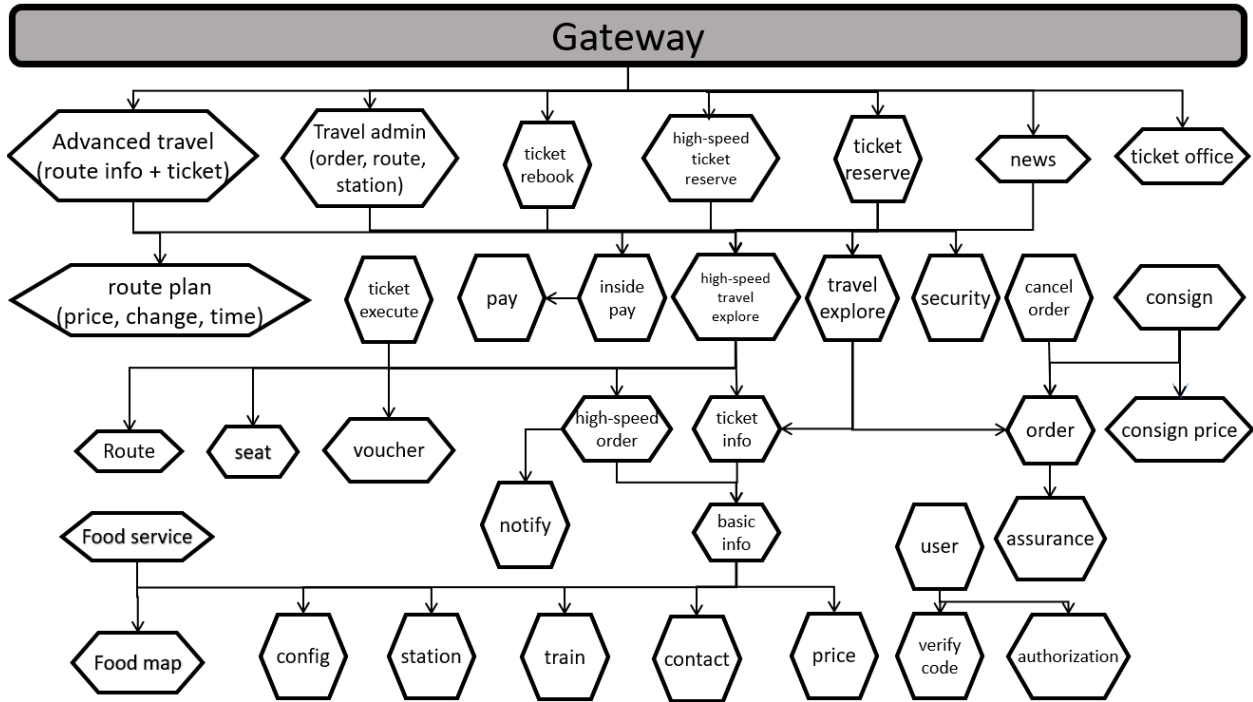 Gateway
Advanced travel
(route info + ticket)
Travel admin
(order, route,
station)
ticket
rebook
high-speed
ticket
reserve
ticket
reserve
news
ticket office
route plan
(price, change, time)
ticket
execute
pay
inside
pay
high-speed
travel
explore
travel
explore
security
cancel
order
consign
Route
seat
voucher
high-speed
order
ticket
info
order
consign price
Food service
notify
basic
info
user
assurance
Food map
config
station
train
contact
price
verify
code
authorization